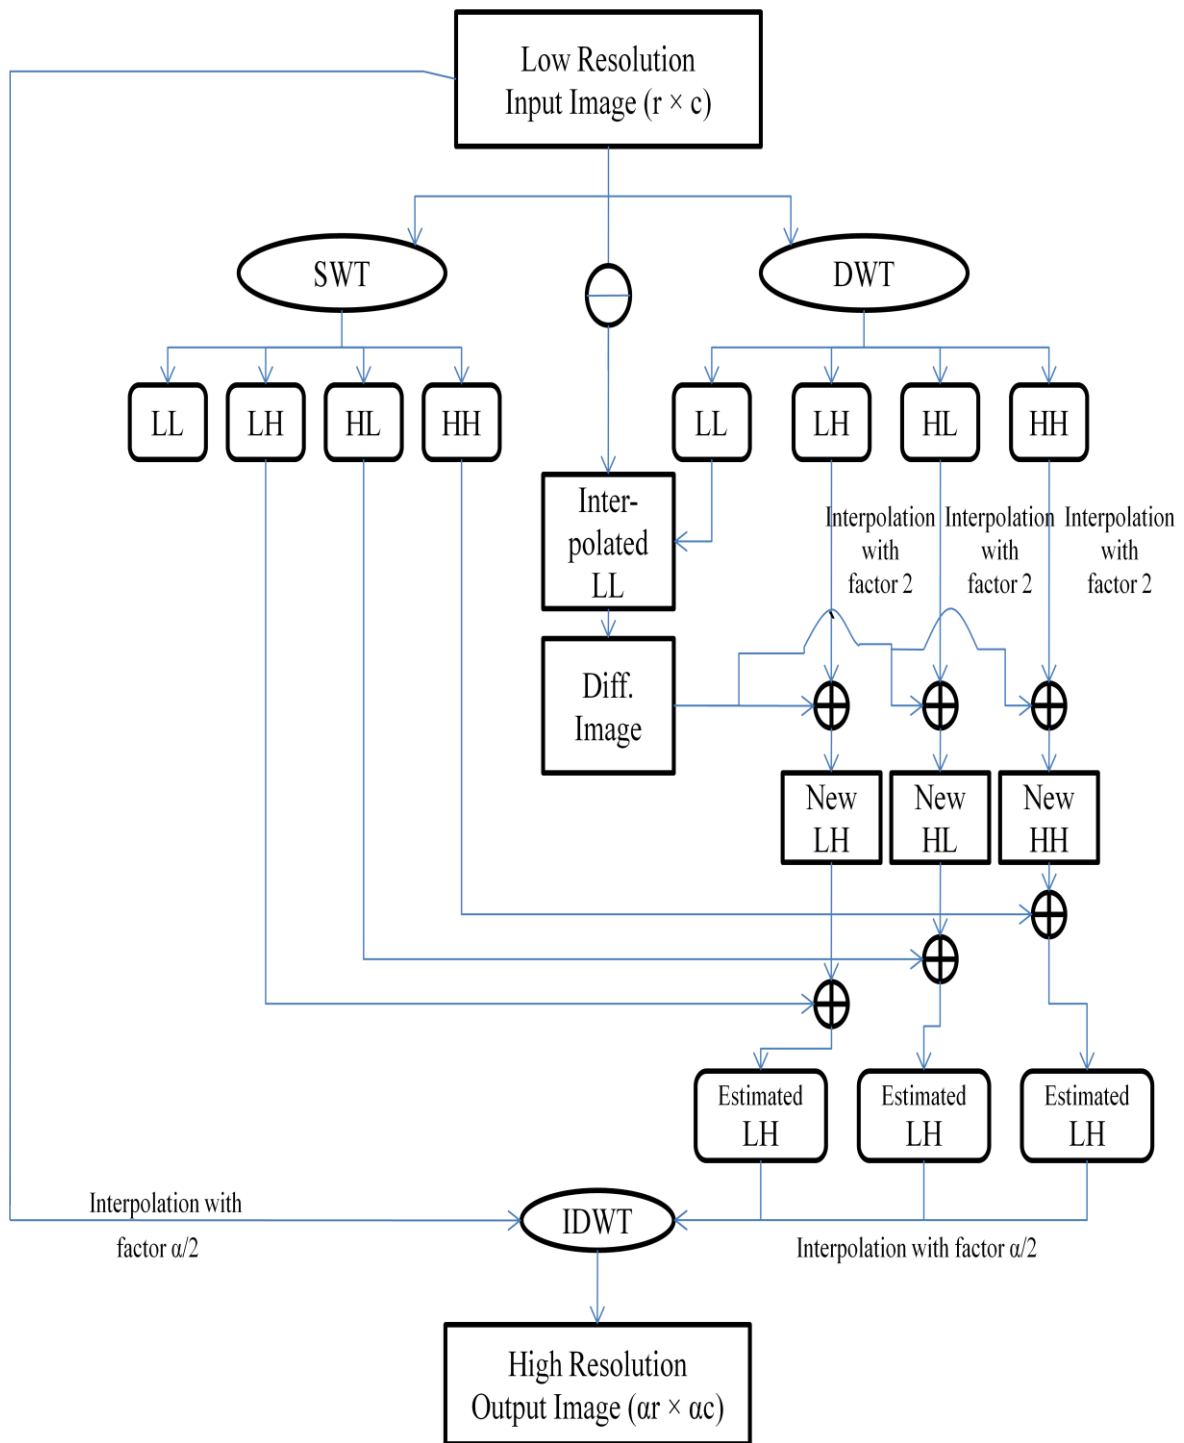 Low Resolution
Input Image (r × c)
SWT
DWT
LL
LH
HL
HH
LL
LH
HL
HH
Inter-
polated
LL
Interpolation
with
factor 2
Interpolation
with
factor 2
Interpolation
with
factor 2
Diff.
Image
New
LH
New
HL
New
HH
Estimated
LH
Estimated
LH
Estimated
LH
Interpolation with
factor α/2
IDWT
Interpolation with factor α/2
High Resolution
Output Image (αr × αc)